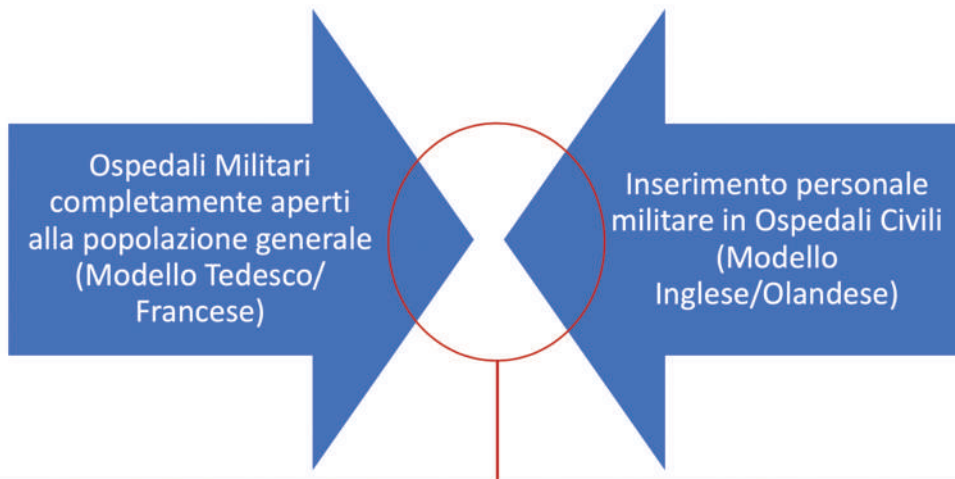 Ospedali Militari
completamente aperti
alla popolazione generale
(Modello Tedesco/
Francese)
Inserimento personale
militare in Ospedali Civili
(Modello
Inglese/Olandese)